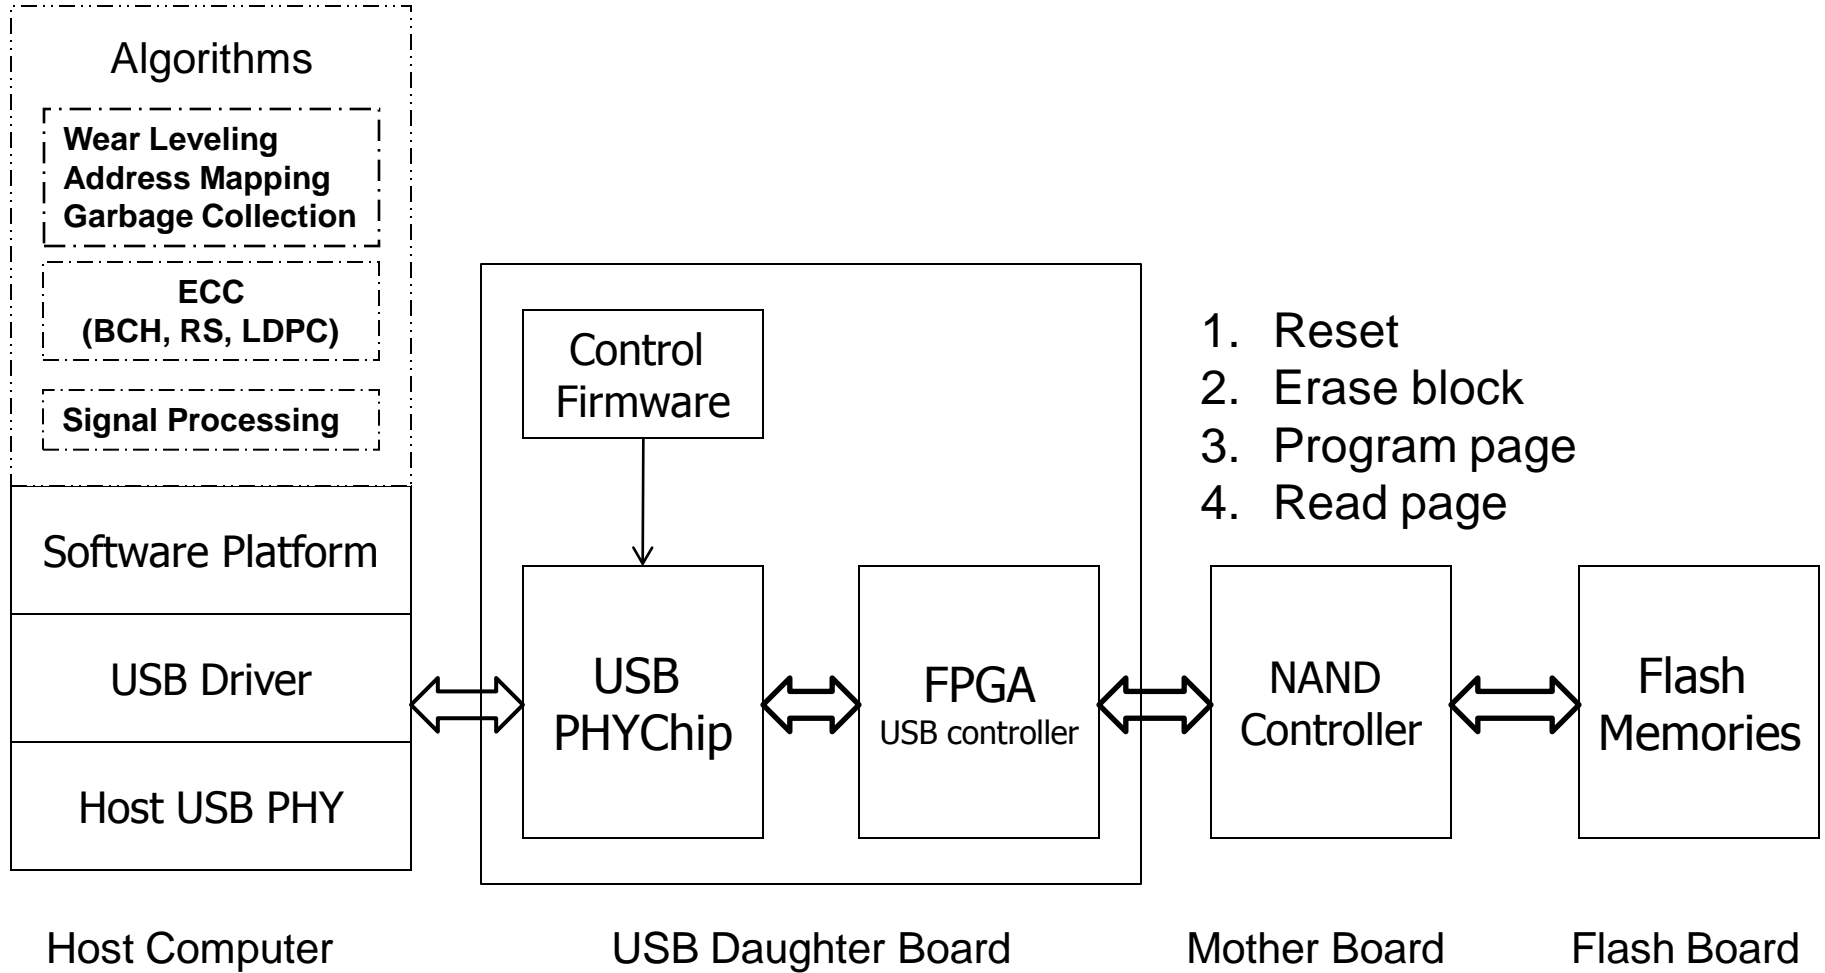 Algorithms
Wear Leveling
Address Mapping
Garbage Collection
ECC
(BCH, RS, LDPC)
Signal Processing
Software Platform
USB Driver
Host USB PHY
Host Computer
Control
Firmware
USB
PHYChip
FPGA
USB controller
USB Daughter Board
1. Reset
2. Erase block
3. Program page
4. Read page
NAND
Controller
Mother Board
Flash
Memories
Flash Board